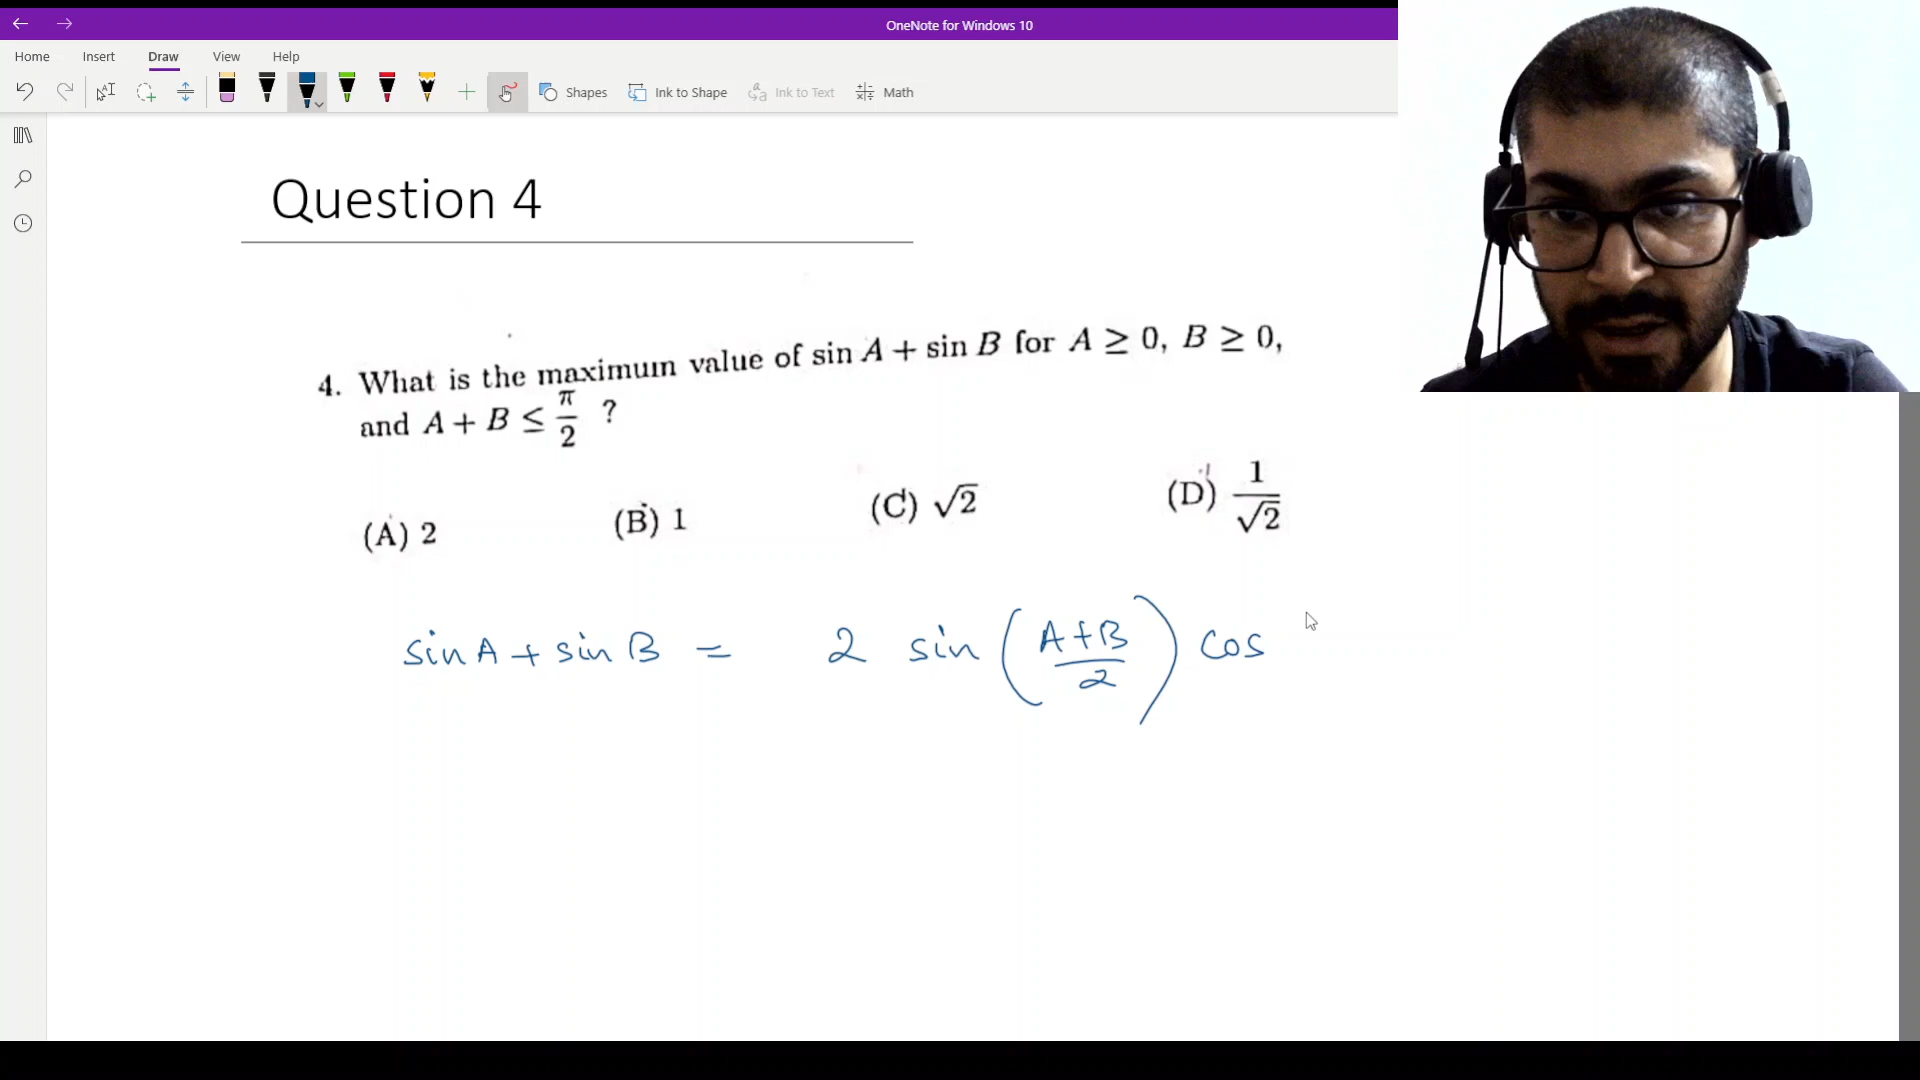 OneNote for Windows 10
Home Insert Draw View Help
Shapes Ink to Shape Ink to Text Math
Question 4
4. What is the maximum value of sin A + sin B for A ≥ 0, B ≥ 0,
and A + B ≤ π/2 ?
(A) 2 (B) 1 (C) √2 (D) 1/√2
sin A + sin B = 2 sin (A+B/2) cos